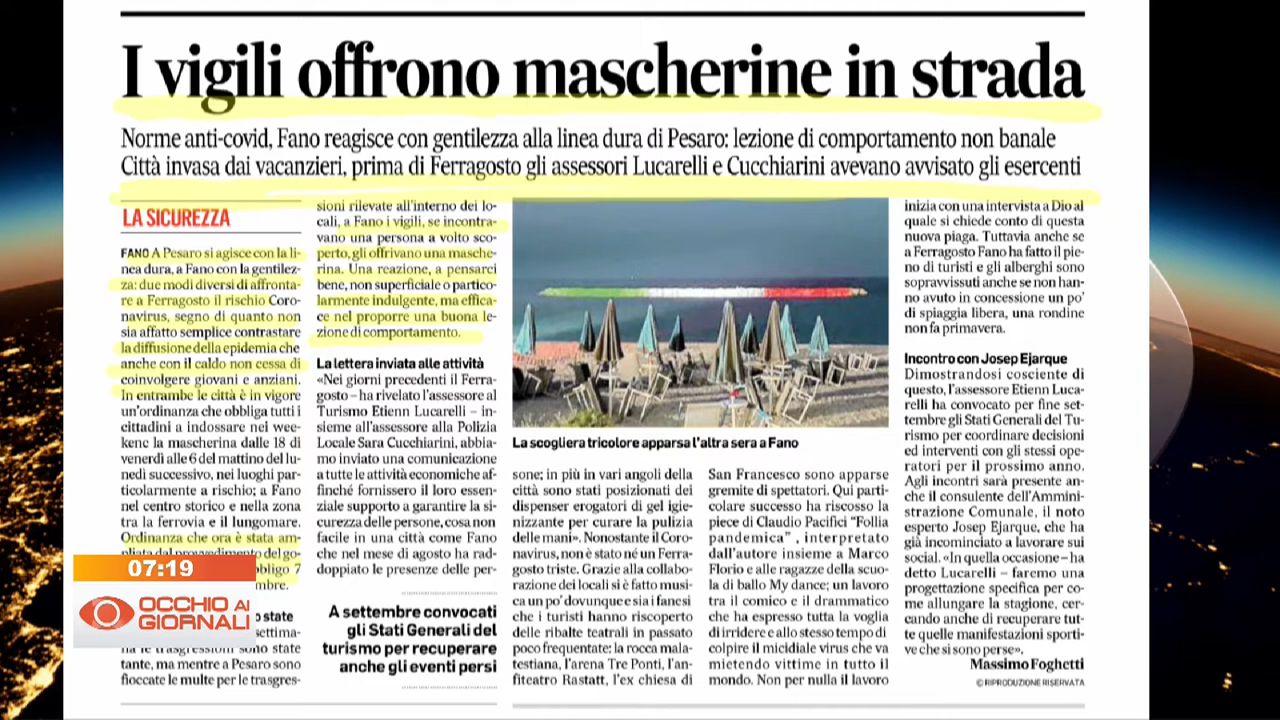 I vigili offrono mascherine in strada
Norme anti-covid, Fano reagisce con gentilezza alla linea dura di Pesaro: lezione di comportamento non banale
Città invasa dai vacanzieri, prima di Ferragosto gli assessori Lucarelli e Cucchiarini avevano avvisato gli esercenti
LA SICUREZZA
FANO A Pesaro si agisce con la li-
nea dura, a Fano con la gentilez-
za: due modi diversi di affronta-
re a Ferragosto il rischio Coro-
navirus, segno di quanto non
sia affatto semplice contrastare
la diffusione della epidemia che
anche con il caldo non cessa di
coinvolgere giovani e anziani.
In entrambe le città è in vigore
un'ordinanza che obbliga tutti i
cittadini a indossare nei wee-
kenc la mascherina dalle 18 di
venerdì alle 6 del mattino del lu-
nedì successivo, nei luoghi par-
ticolarmente a rischio; a Fano
nel centro storico e nella zona
tra la ferrovia e il lungomare.
Ordinanza che ora è stata am-
pliata dal provvedimento del go-
bbligo 7
mbre.
07:19
OCCHIO AI
GIORNALI
o state
settima-
na le trasgressioni sono state
tante, ma mentre a Pesaro sono
fioccate le multe per le trasgres-
sioni rilevate all'interno dei lo-
cali, a Fano i vigili, se incontra-
vano una persona a volto sco-
perto, gli offrivano una masche-
rina. Una reazione, a pensarci
bene, non superficiale o partico-
larmente indulgente, ma effica-
ce nel proporre una buona le-
zione di comportamento.
La lettera inviata alle attività
«Nei giorni precedenti il Ferra-
gosto – ha rivelato l'assessore al
Turismo Etienn Lucarelli – in-
sieme all'assessore alla Polizia
Locale Sara Cucchiarini, abbia-
mo inviato una comunicazione
a tutte le attività economiche af-
finché fornissero il loro essen-
ziale supporto a garantire la si-
curezza delle persone, cosa non
facile in una città come Fano
che nel mese di agosto ha rad-
doppiato le presenze delle per-
A settembre convocati
gli Stati Generali del
turismo per recuperare
anche gli eventi persi
La scogliera tricolore apparsa l'altra sera a Fano
sone; in più in vari angoli della
città sono stati posizionati dei
dispenser erogatori di gel igie-
nizzante per curare la pulizia
delle mani». Nonostante il Coro-
navirus, non è stato né un Ferra-
gosto triste. Grazie alla collabo-
razione dei locali si è fatto musi-
ca un po' dovunque e sia i fanesi
che i turisti hanno riscoperto
delle ribalte teatrali in passato
poco frequentate: la rocca mala-
testiana, l'arena Tre Ponti, l'an-
fiteatro Rastatt, l'ex chiesa di
San Francesco sono apparse
gremite di spettatori. Qui parti-
colare successo ha riscosso la
piece di Claudio Pacifici "Follia
pandemica" , interpretato
dall'autore insieme a Marco
Florio e alle ragazze della scuo-
la di ballo My dance; un lavoro
tra il comico e il drammatico
che ha espresso tutta la voglia
di irridere e allo stesso tempo di
colpire il micidiale virus che va
mietendo vittime in tutto il
mondo. Non per nulla il lavoro
inizia con una intervista a Dio al
quale si chiede conto di questa
nuova piaga. Tuttavia anche se
a Ferragosto Fano ha fatto il pie-
no di turisti e gli alberghi sono
sopravvissuti anche se non han-
no avuto in concessione un po'
di spiaggia libera, una rondine
non fa primavera.
Incontro con Josep Ejarque
Dimostrandosi cosciente di
questo, l'assessore Etienn Luca-
relli ha convocato per fine set-
tembre gli Stati Generali del Tu-
rismo per coordinare decisioni
ed interventi con gli stessi ope-
ratori per il prossimo anno.
Agli incontri sarà presente an-
che il consulente dell'Ammini-
strazione Comunale, il noto
esperto Josep Ejarque, che ha
già incominciato a lavorare sui
social. «In quella occasione – ha
detto Lucarelli – faremo una
progettazione specifica per co-
me allungare la stagione, cer-
cando anche di recuperare tut-
te quelle manifestazioni sporti-
ve che si sono perse».
Massimo Foghetti
© RIPRODUZIONE RISERVATA